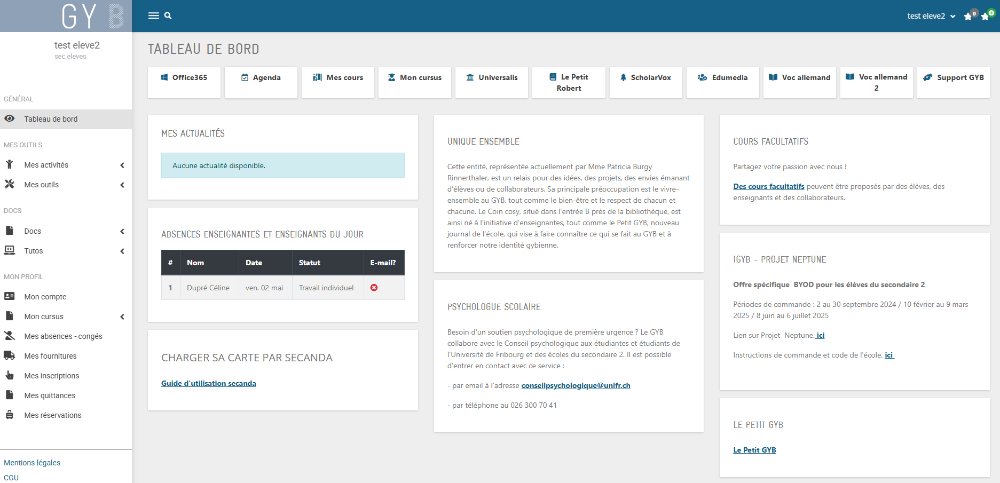 GYB
test eleve2
sec.eleves
GÉNÉRAL
Tableau de bord
MES OUTILS
Mes activités
Mes outils
DOCS
Docs
Tutos
MON PROFIL
Mon compte
Mon cursus
Mes absences - congés
Mes fournitures
Mes inscriptions
Mes quittances
Mes réservations
Mentions légales
CGU
test eleve2
0
TABLEAU DE BORD
Office365
Agenda
Mes cours
Mon cursus
Universalis
Le Petit
Robert
ScholarVox
Edumedia
Voc allemand
Voc allemand
2
Support GYB
MES ACTUALITÉS
Aucune actualité disponible.
ABSENCES ENSEIGNANTES ET ENSEIGNANTS DU JOUR
# Nom Date Statut E-mail?
1 Dupré Céline ven. 02 mai Travail individuel
CHARGER SA CARTE PAR SECANDA
Guide d'utilisation secanda
UNIQUE ENSEMBLE
Cette entité, représentée actuellement par Mme Patricia Burgy
Rinnerthaler, est un relais pour des idées, des projets, des envies émanant
d'élèves ou de collaborateurs. Sa principale préoccupation est le vivre-
ensemble au GYB, tout comme le bien-être et le respect de chacun et
chacune. Le Coin cosy, situé dans l'entrée B près de la bibliothèque, est
ainsi né à l'initiative d'enseignantes, tout comme le Petit GYB, nouveau
journal de l'école, qui vise à faire connaître ce qui se fait au GYB et à
renforcer notre identité gybienne.
PSYCHOLOGUE SCOLAIRE
Besoin d'un soutien psychologique de première urgence ? Le GYB
collabore avec le Conseil psychologique aux étudiantes et étudiants de
l'Université de Fribourg et des écoles du secondaire 2. Il est possible
d'entrer en contact avec ce service :
- par email à l'adresse conseilpsychologique@unifr.ch
- par téléphone au 026 300 70 41
COURS FACULTATIFS
Partagez votre passion avec nous !
Des cours facultatifs peuvent être proposés par des élèves, des
enseignants et des collaborateurs.
IGYB – PROJET NEPTUNE
Offre spécifique  BYOD pour les élèves du secondaire 2
Périodes de commande : 2 au 30 septembre 2024 / 10 février au 9 mars
2025 / 8 juin au 6 juillet 2025
Lien sur Projet  Neptune. ici
Instructions de commande et code de l'école. ici
LE PETIT GYB
Le Petit GYB